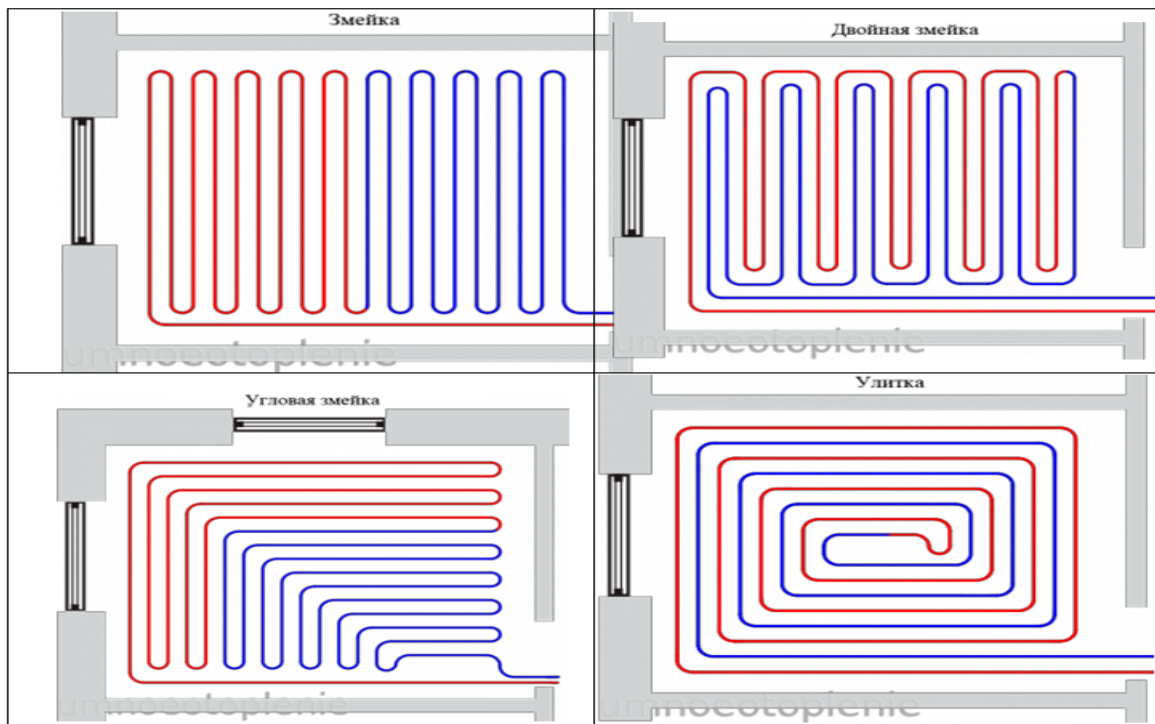 Змейка
Двойная змейка
umnoeotoplenie
umnoeotoplenie
Угловая змейка
Улитка
umnoeotoplenie
umnoeotoplenie